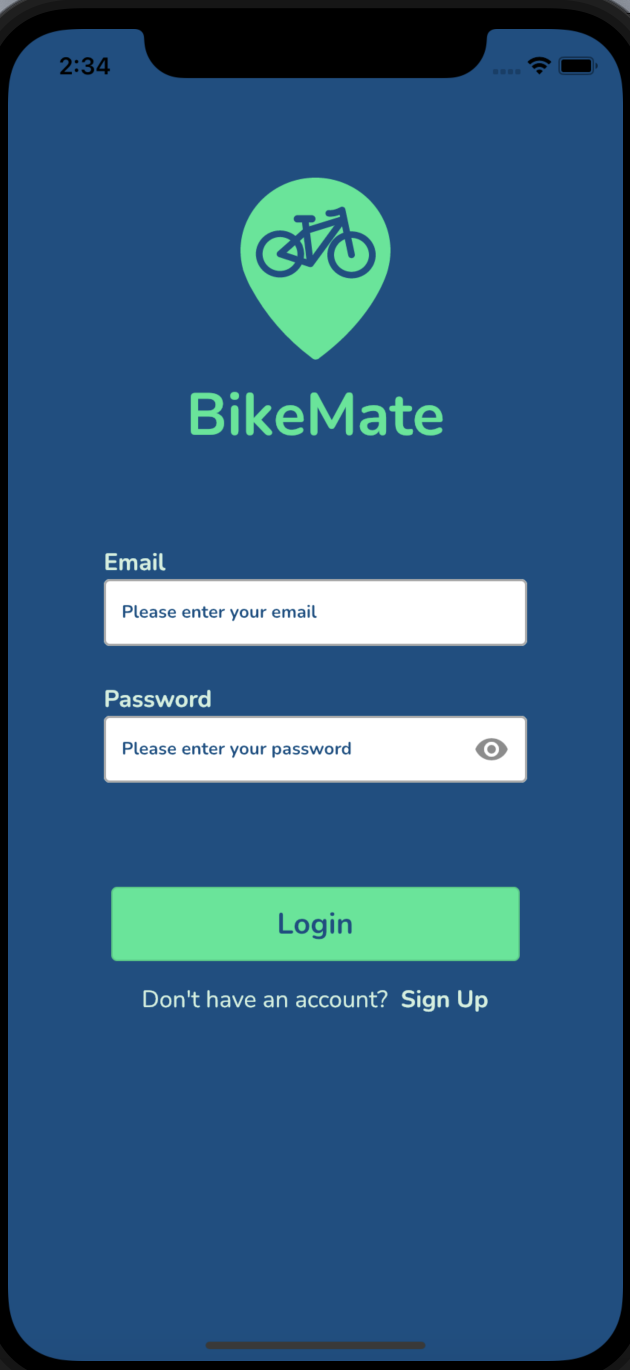 2:34
BikeMate
Email
Please enter your email
Password
Please enter your password
Login
Don't have an account? Sign Up